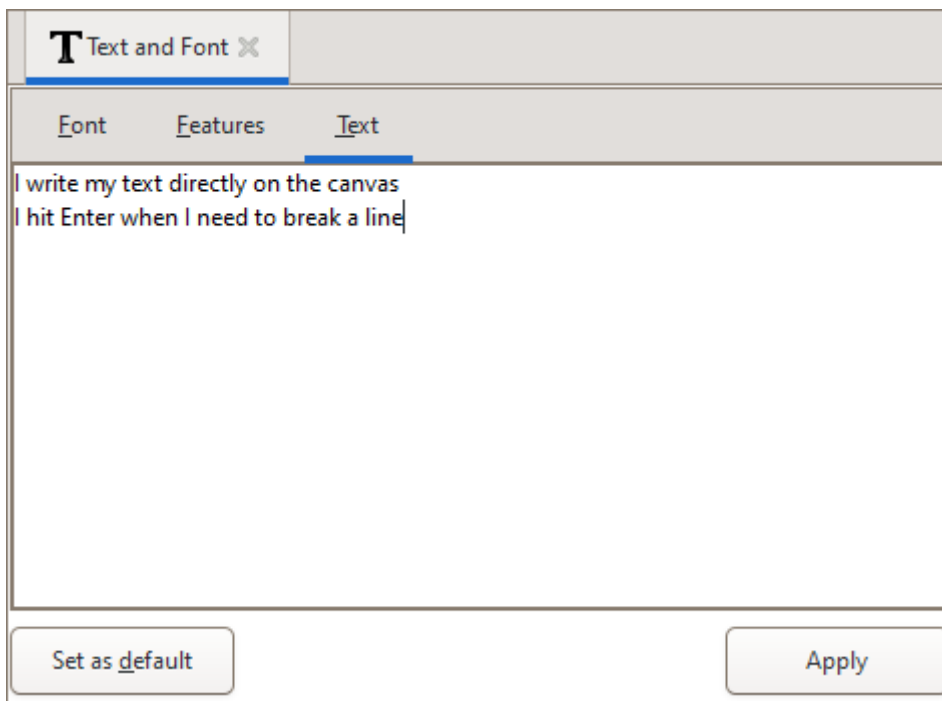 Text and Font
Font Features Text
I write my text directly on the canvas
I hit Enter when I need to break a line
Set as default Apply